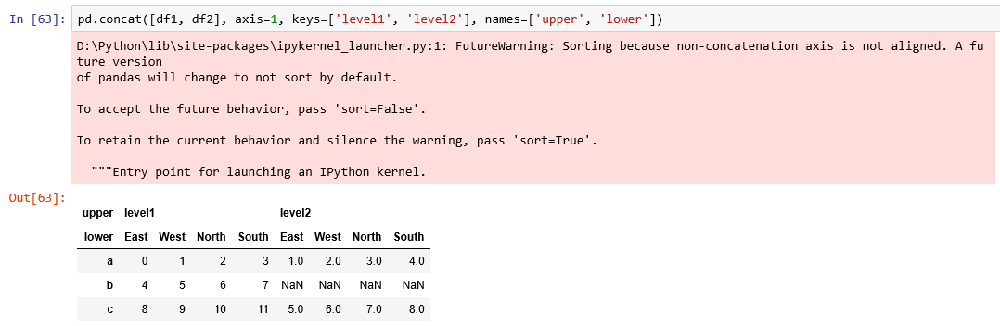 In [63]: pd.concat([df1, df2], axis=1, keys=['level1', 'level2'], names=['upper', 'lower'])
D:\Python\lib\site-packages\ipykernel_launcher.py:1: FutureWarning: Sorting because non-concatenation axis is not aligned. A fu
ture version
of pandas will change to not sort by default.
To accept the future behavior, pass 'sort=False'.
To retain the current behavior and silence the warning, pass 'sort=True'.
"""Entry point for launching an IPython kernel.
Out[63]:
upper level1 level2
lower East West North South East West North South
a 0 1 2 3 1.0 2.0 3.0 4.0
b 4 5 6 7 NaN NaN NaN NaN
c 8 9 10 11 5.0 6.0 7.0 8.0